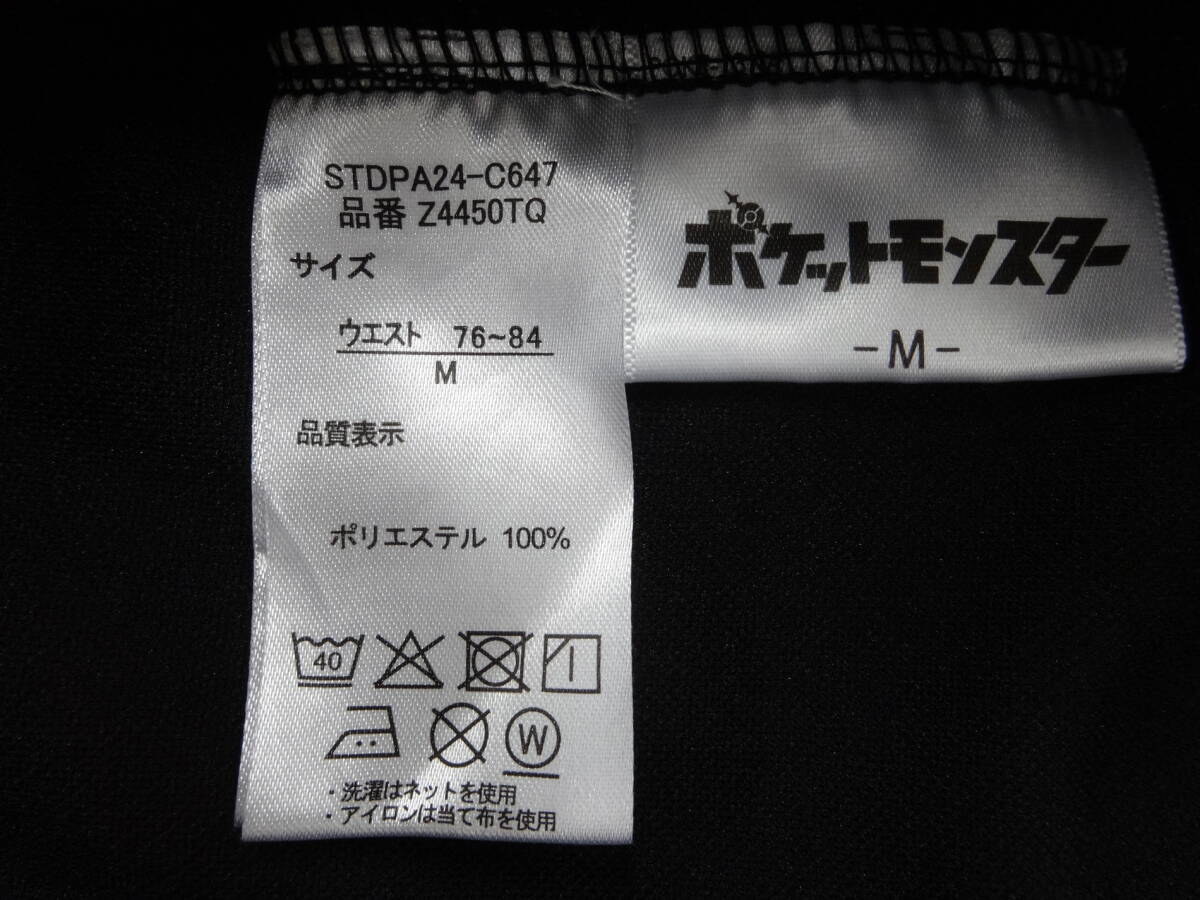 STDPA24-C647
品番 Z4450TQ
サイズ
ウエスト 76~84
M
品質表示
ポリエステル 100%
40
W
・洗濯はネットを使用
・アイロンは当て布を使用
ポケットモンスター
-M-